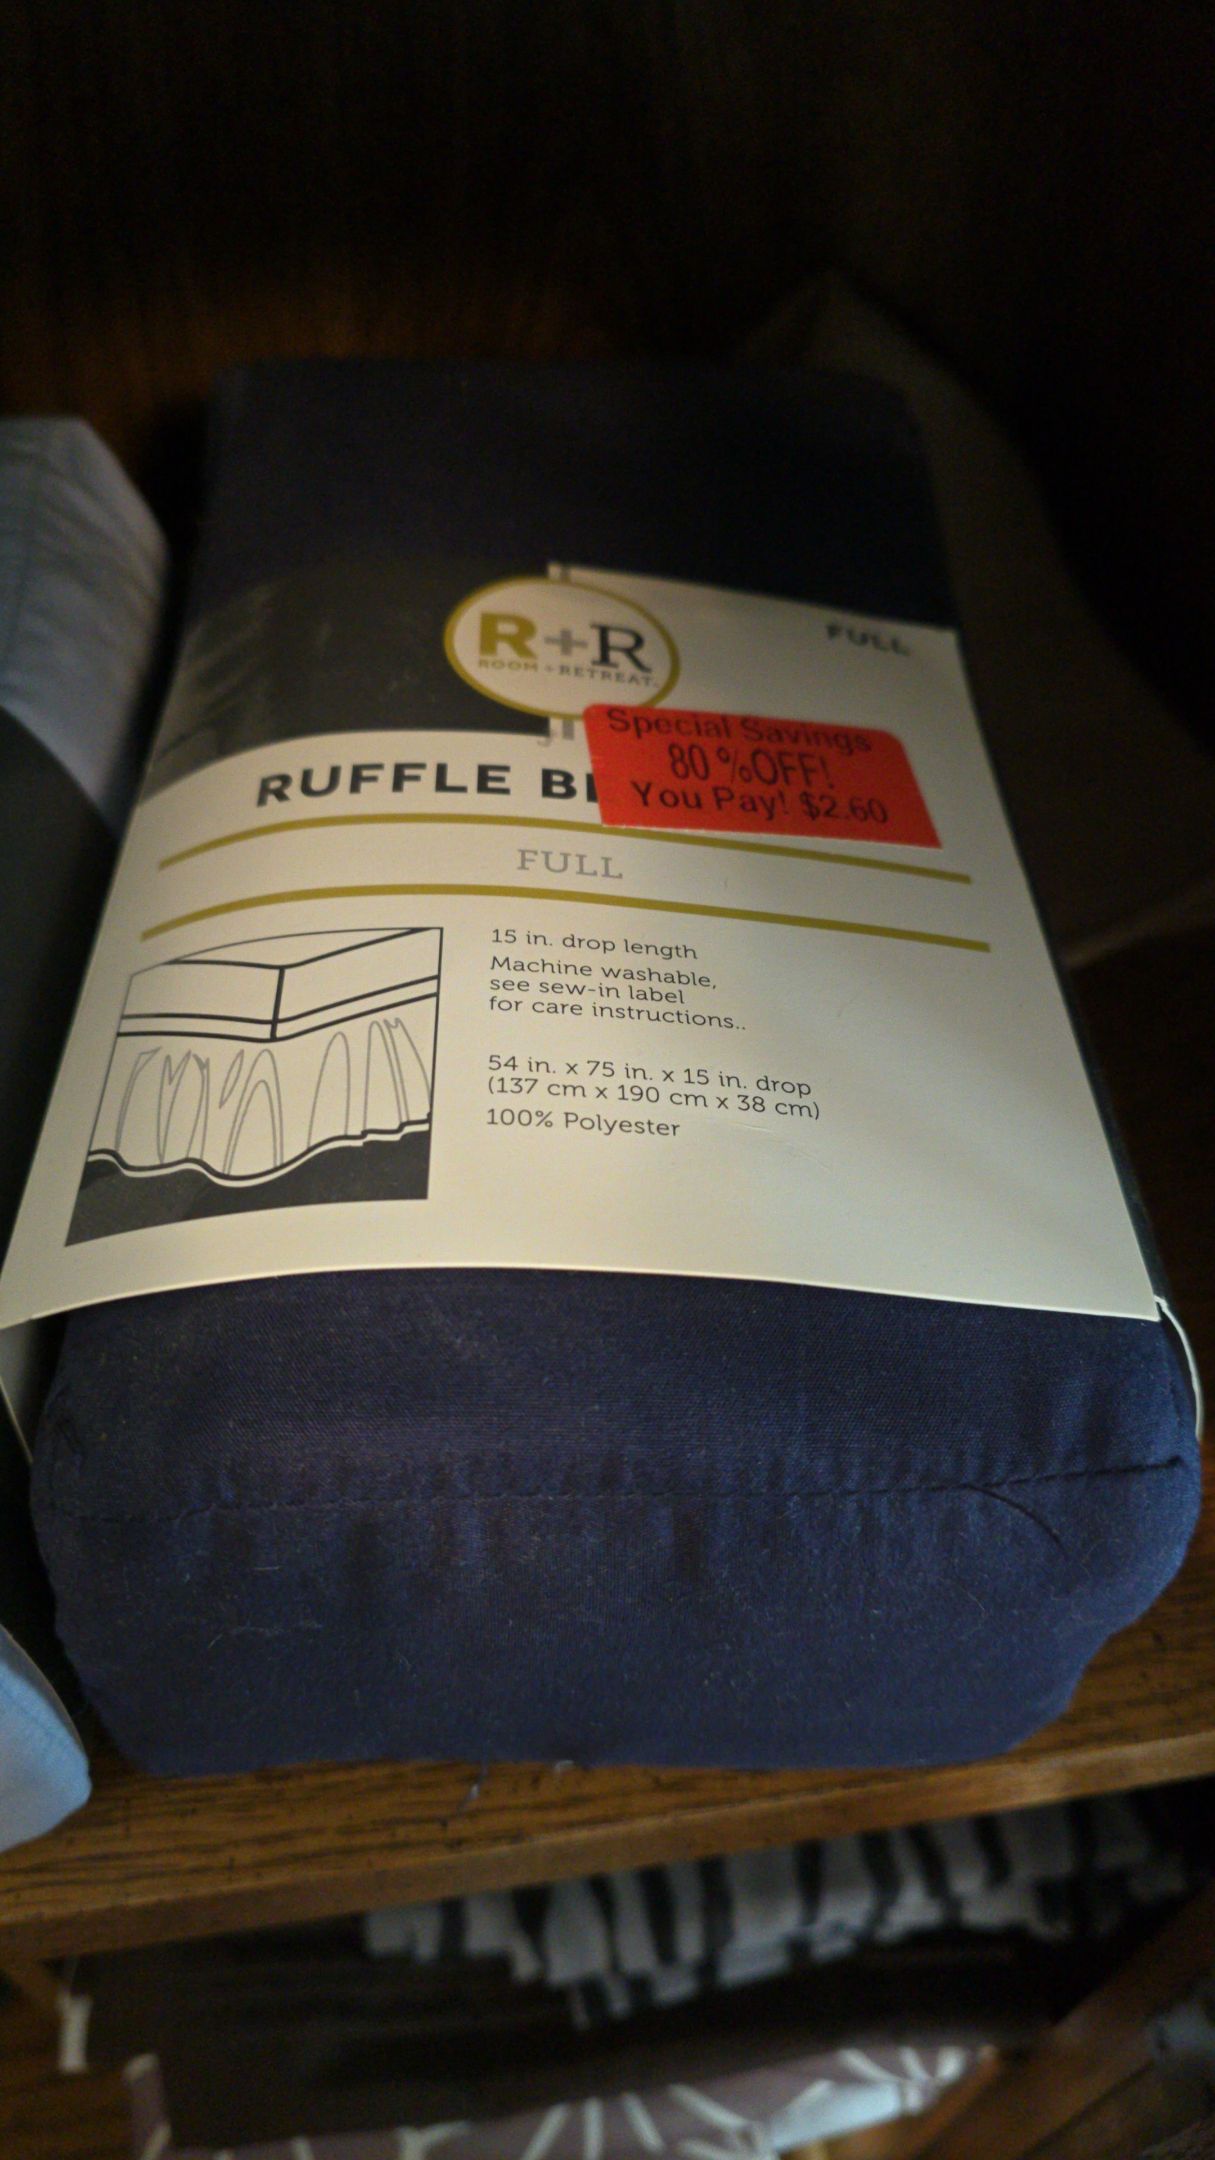 R+R
ROOM + RETREAT
FULL
Special Savings
80 %OFF!
You Pay! $2.60
RUFFLE
FULL
15 in. drop length
Machine washable,
see sew-in label
for care instructions..
54 in. x 75 in. x 15 in. drop
(137 cm x 190 cm x 38 cm)
100% Polyester